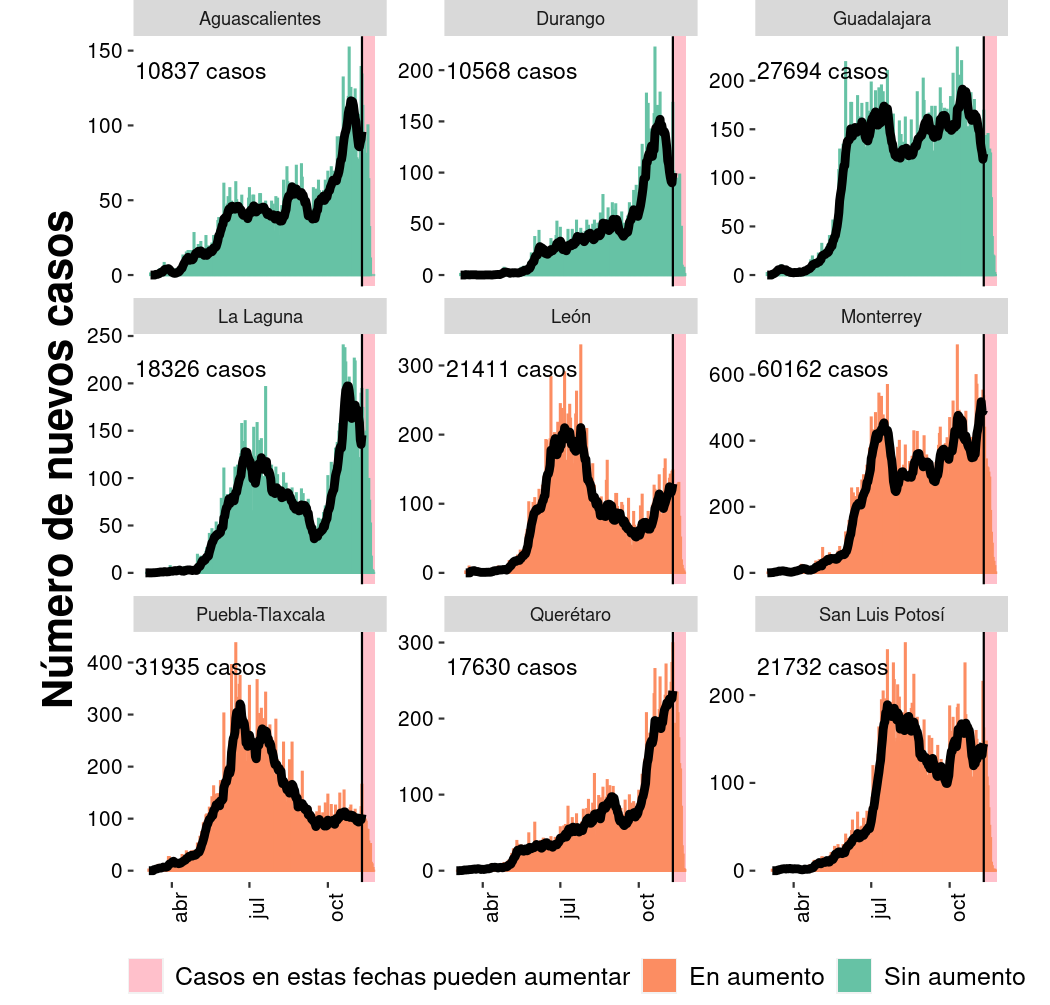 Número de nuevos casos
Aguascalientes
150
100
50
0
10837 casos
Durango
200
150
100
50
0
10568 casos
Guadalajara
200
150
100
50
0
27694 casos
La Laguna
250
200
150
100
50
0
18326 casos
León
300
200
100
0
21411 casos
Monterrey
600
400
200
0
60162 casos
Puebla-Tlaxcala
400
300
200
100
0
31935 casos
abr
jul
oct
Querétaro
300
200
100
0
17630 casos
abr
jul
oct
San Luis Potosí
200
100
0
21732 casos
abr
jul
oct
Casos en estas fechas pueden aumentar
En aumento
Sin aumento